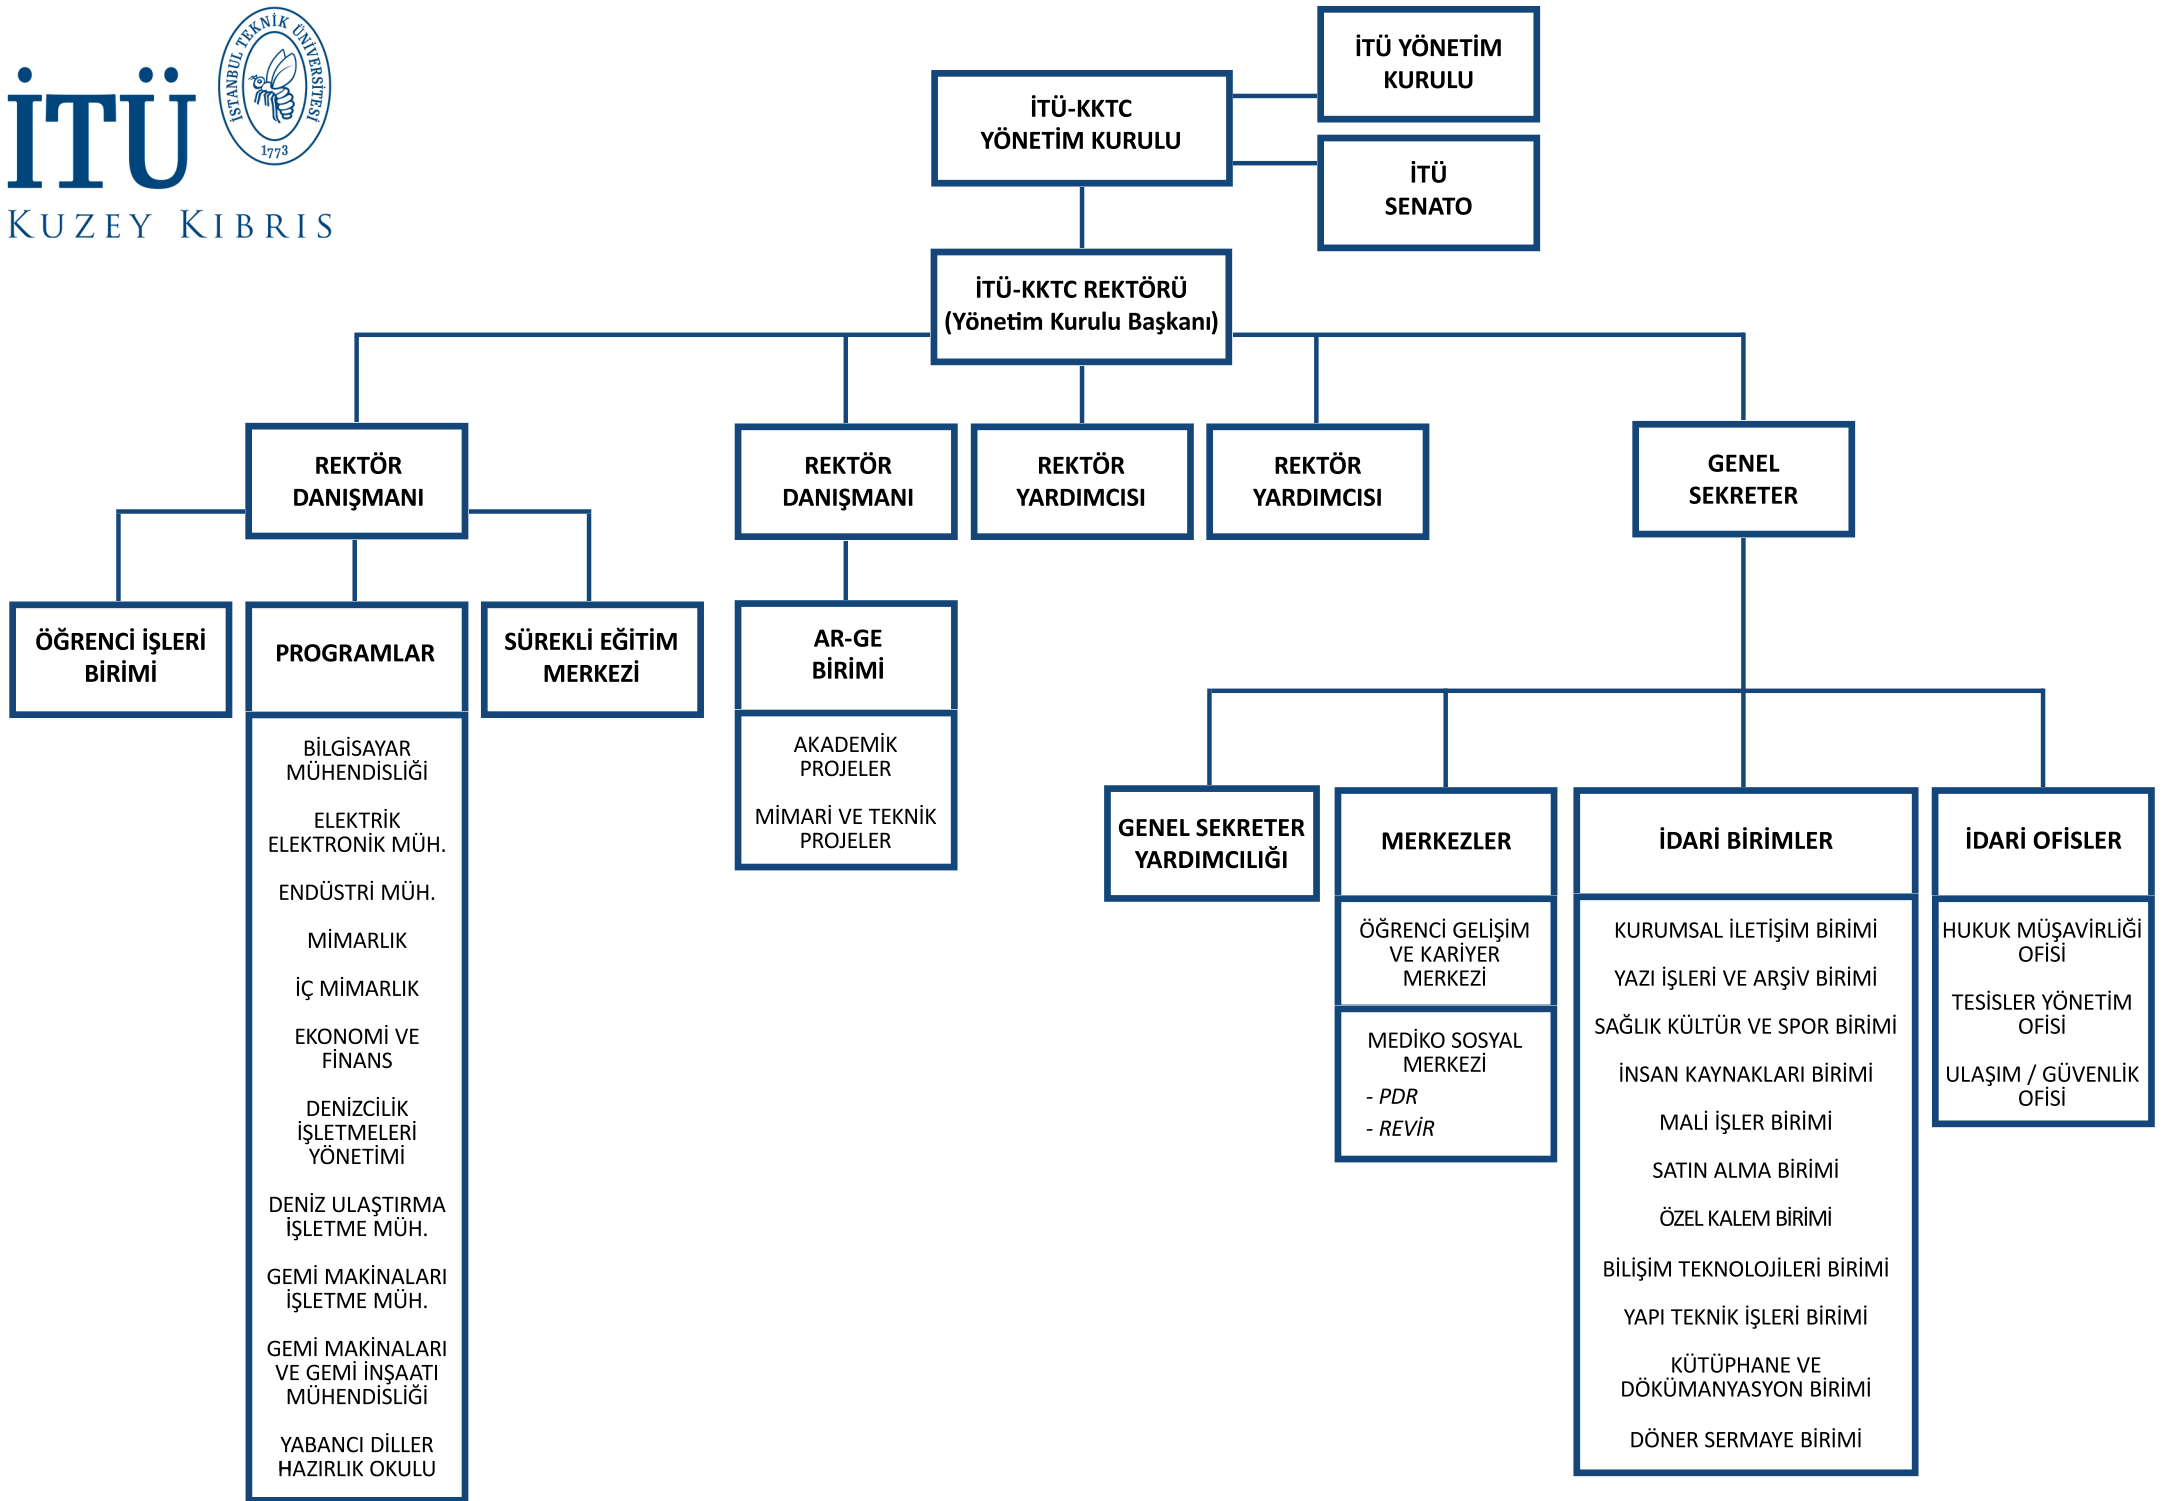 İTÜ
İSTANBUL TEKNİK ÜNİVERSİTESİ
1773
KUZEY KIBRIS
İTÜ YÖNETİM
KURULU
İTÜ-KKTC
YÖNETİM KURULU
İTÜ
SENATO
İTÜ-KKTC REKTÖRÜ
(Yönetim Kurulu Başkanı)
REKTÖR
DANIŞMANI
REKTÖR
DANIŞMANI
REKTÖR
YARDIMCISI
REKTÖR
YARDIMCISI
GENEL
SEKRETER
ÖĞRENCİ İŞLERİ
BİRİMİ
PROGRAMLAR
BİLGİSAYAR
MÜHENDİSLİĞİ
ELEKTRİK
ELEKTRONİK MÜH.
ENDÜSTRİ MÜH.
MİMARLIK
İÇ MİMARLIK
EKONOMİ VE
FİNANS
DENİZCİLİK
İŞLETMELERİ
YÖNETİMİ
DENİZ ULAŞTIRMA
İŞLETME MÜH.
GEMİ MAKİNALARI
İŞLETME MÜH.
GEMİ MAKİNALARI
VE GEMİ İNŞAATI
MÜHENDİSLİĞİ
YABANCI DİLLER
HAZIRLIK OKULU
SÜREKLİ EĞİTİM
MERKEZİ
AR-GE
BİRİMİ
AKADEMİK
PROJELER
MİMARİ VE TEKNİK
PROJELER
GENEL SEKRETER
YARDIMCILIĞI
MERKEZLER
ÖĞRENCİ GELİŞİM
VE KARİYER
MERKEZİ
MEDİKO SOSYAL
MERKEZİ
- PDR
- REVİR
İDARİ BİRİMLER
KURUMSAL İLETİŞİM BİRİMİ
YAZI İŞLERİ VE ARŞİV BİRİMİ
SAĞLIK KÜLTÜR VE SPOR BİRİMİ
İNSAN KAYNAKLARI BİRİMİ
MALİ İŞLER BİRİMİ
SATIN ALMA BİRİMİ
ÖZEL KALEM BİRİMİ
BİLİŞİM TEKNOLOJİLERİ BİRİMİ
YAPI TEKNİK İŞLERİ BİRİMİ
KÜTÜPHANE VE
DÖKÜMANYASYON BİRİMİ
DÖNER SERMAYE BİRİMİ
İDARİ OFİSLER
HUKUK MÜŞAVİRLİĞİ
OFİSİ
TESİSLER YÖNETİM
OFİSİ
ULAŞIM / GÜVENLİK
OFİSİ